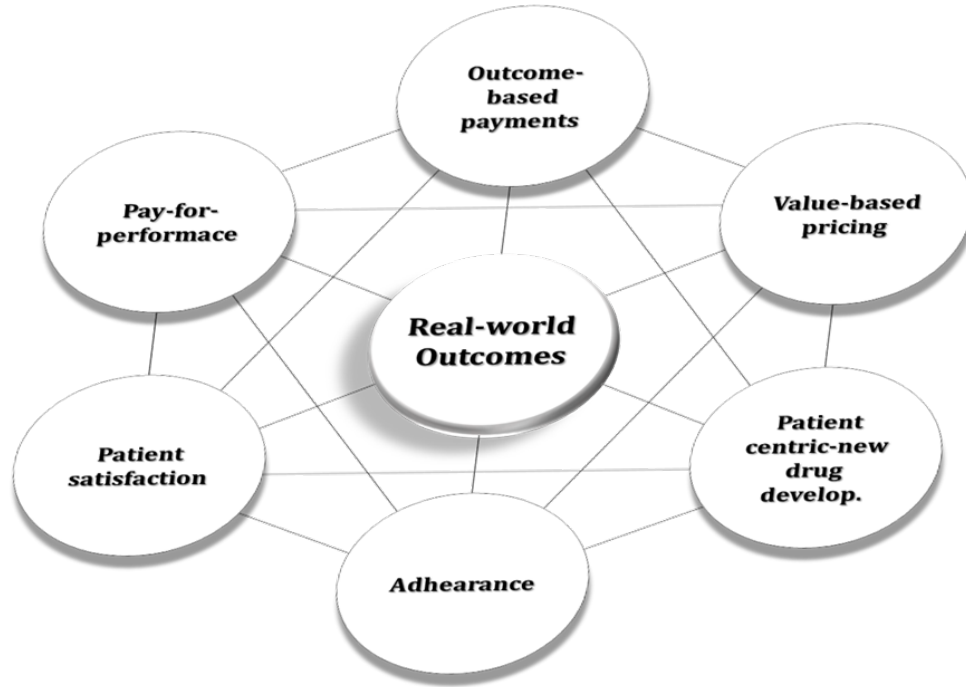 Outcome-
based
payments
Pay-for-
performace
Value-based
pricing
Real-world
Outcomes
Patient
satisfaction
Patient
centric-new
drug
develop.
Adhearance